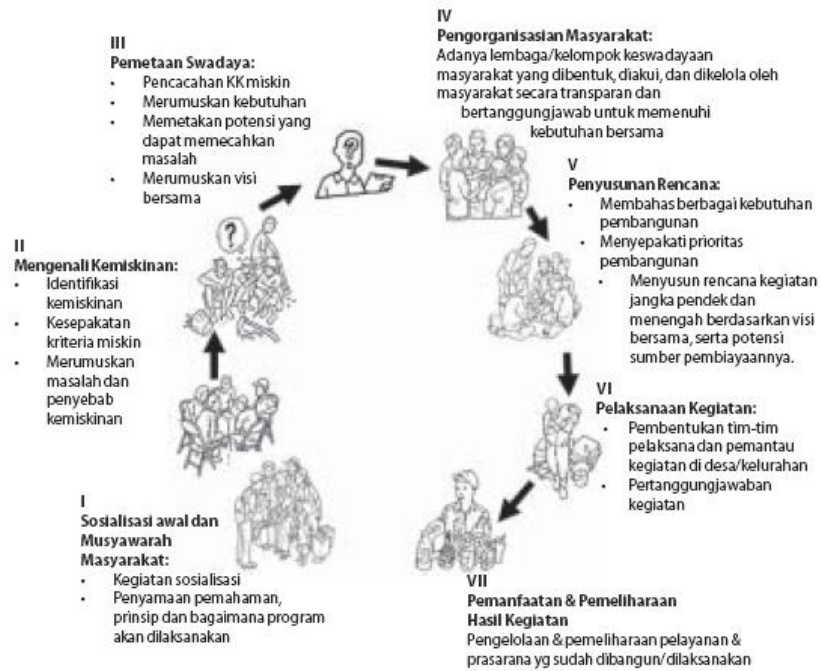 I
Sosialisasi awal dan
Musyawarah
Masyarakat:
• Kegiatan sosialisasi
• Penyamaan pemahaman,
prinsip dan bagaimana program
akan dilaksanakan
II
Mengenali Kemiskinan:
• Identifikasi
kemiskinan
• Kesepakatan
kriteria miskin
• Merumuskan
masalah dan
penyebab
kemiskinan
III
Pemetaan Swadaya:
• Pencacahan KK miskin
• Merumuskan kebutuhan
• Memetakan potensi yang
dapat memecahkan
masalah
• Merumuskan visi
bersama
IV
Pengorganisasian Masyarakat:
Adanya lembaga/kelompok keswadayaan
masyarakat yang dibentuk, diakui, dan dikelola oleh
masyarakat secara transparan dan
bertanggungjawab untuk memenuhi
kebutuhan bersama
V
Penyusunan Rencana:
• Membahas berbagai kebutuhan
pembangunan
• Menyepakati prioritas
pembangunan
• Menyusun rencana kegiatan
jangka pendek dan
menengah berdasarkan visi
bersama, serta potensi
sumber pembiayaannya.
VI
Pelaksanaan Kegiatan:
• Pembentukan tim-tim
pelaksana dan pemantau
kegiatan di desa/kelurahan
• Pertanggungjawaban
kegiatan
VII
Pemanfaatan & Pemeliharaan
Hasil Kegiatan
Pengelolaan & pemeliharaan pelayanan &
prasarana yg sudah dibangun/dilaksanakan
?
?